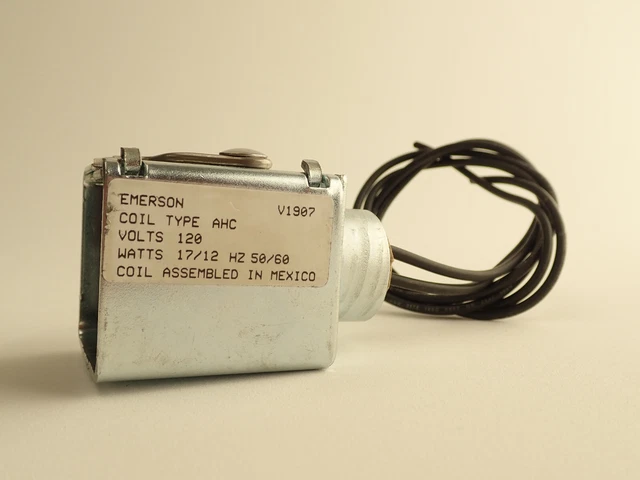 EMERSON V1907
COIL TYPE AHC
VOLTS 120
WATTS 17/12 HZ 50/60
COIL ASSEMBLED IN MEXICO